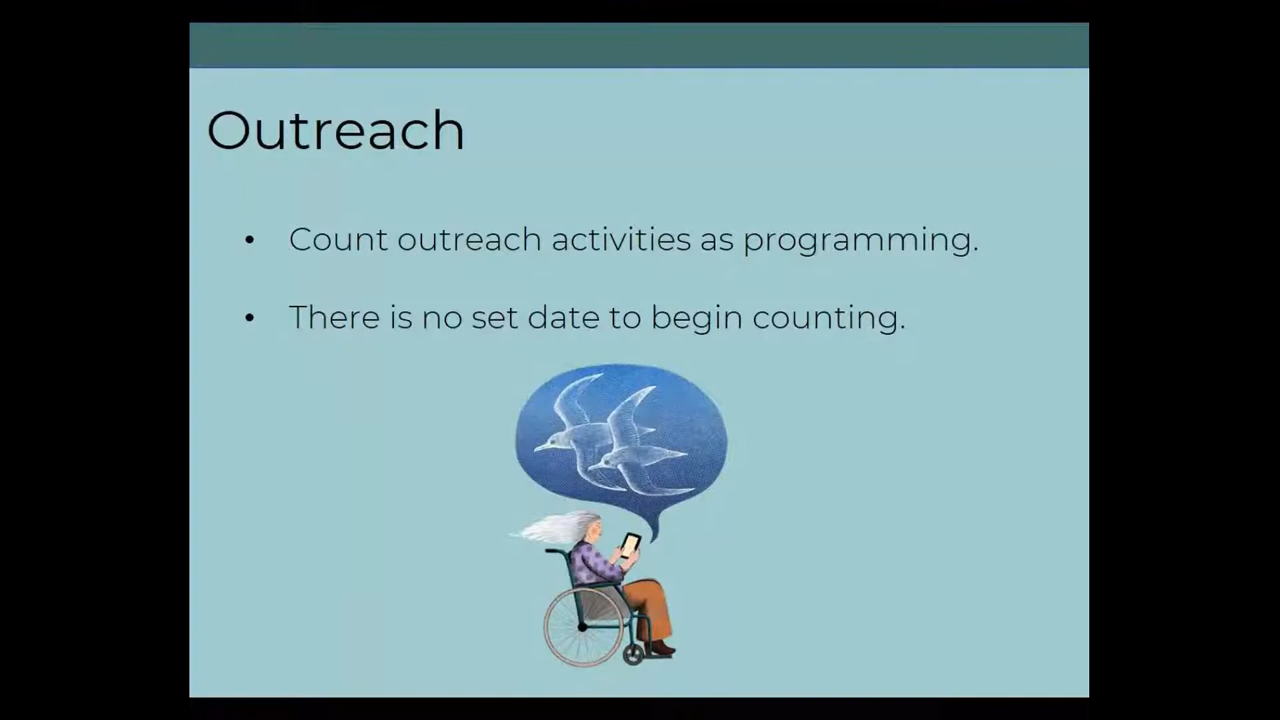 Outreach
• Count outreach activities as programming.
• There is no set date to begin counting.